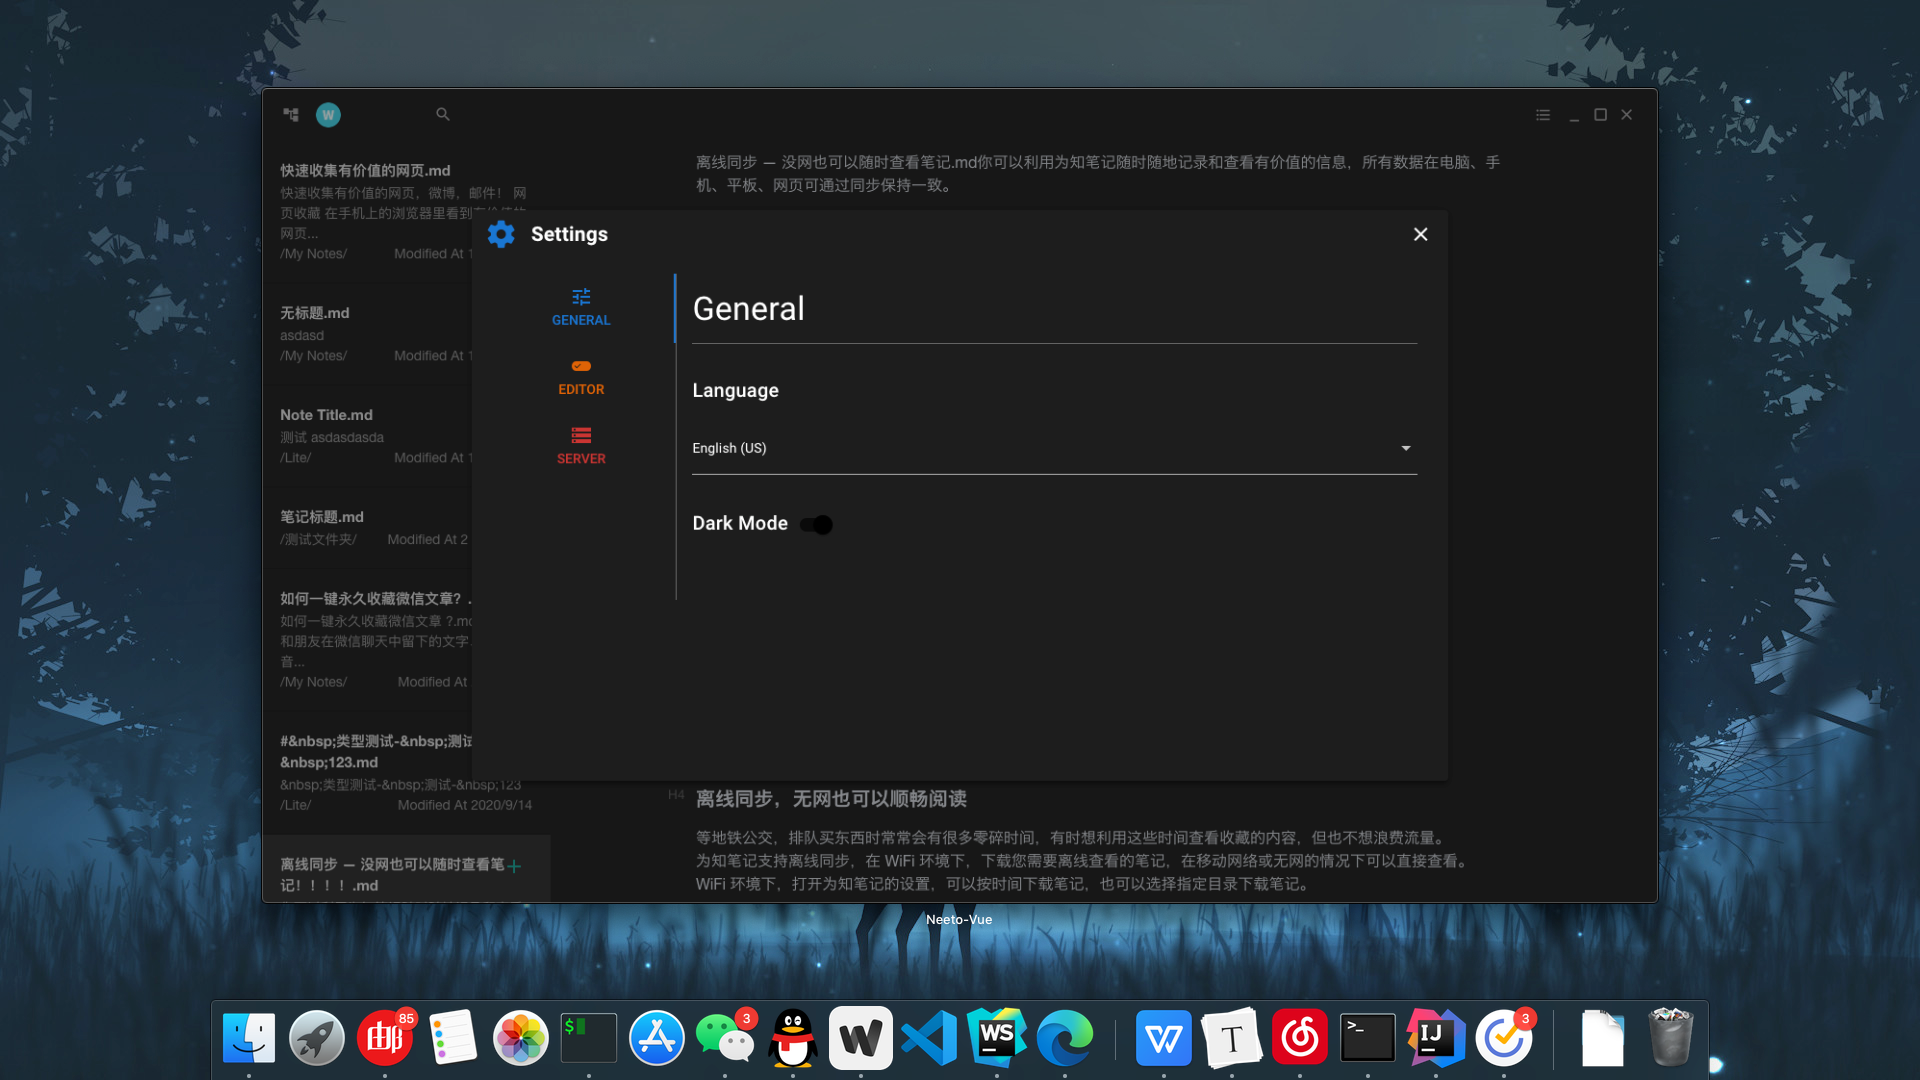 W
快速收集有价值的网页.md
快速收集有价值的网页，微博，邮件！ 网
页收藏 在手机上的浏览器里看到有价值的
网页...
/My Notes/ Modified At 1
无标题.md
asdasd
/My Notes/ Modified At 1
Note Title.md
测试 asdasdasda
/Lite/ Modified At 1
笔记标题.md
/测试文件夹/ Modified At 2
如何一键永久收藏微信文章？.
如何一键永久收藏微信文章 ?.md
和朋友在微信聊天中留下的文字
音...
/My Notes/ Modified At
#&nbsp;类型测试-&nbsp;测试
&nbsp;123.md
&nbsp;类型测试-&nbsp;测试-&nbsp;123
/Lite/ Modified At 2020/9/14
离线同步 — 没网也可以随时查看笔
记！！！！.md
离线同步 — 没网也可以随时查看笔记.md你可以利用为知笔记随时随地记录和查看有价值的信息，所有数据在电脑、手
机、平板、网页可通过同步保持一致。
Settings
GENERAL
EDITOR
SERVER
General
Language
English (US)
Dark Mode
H4 离线同步，无网也可以顺畅阅读
等地铁公交，排队买东西时常常会有很多零碎时间，有时想利用这些时间查看收藏的内容，但也不想浪费流量。
为知笔记支持离线同步，在 WiFi 环境下，下载您需要离线查看的笔记，在移动网络或无网的情况下可以直接查看。
WiFi 环境下，打开为知笔记的设置，可以按时间下载笔记，也可以选择指定目录下载笔记。
Neeto-Vue
邮 85
$
3
W
WS
W
T
>_
IJ
3